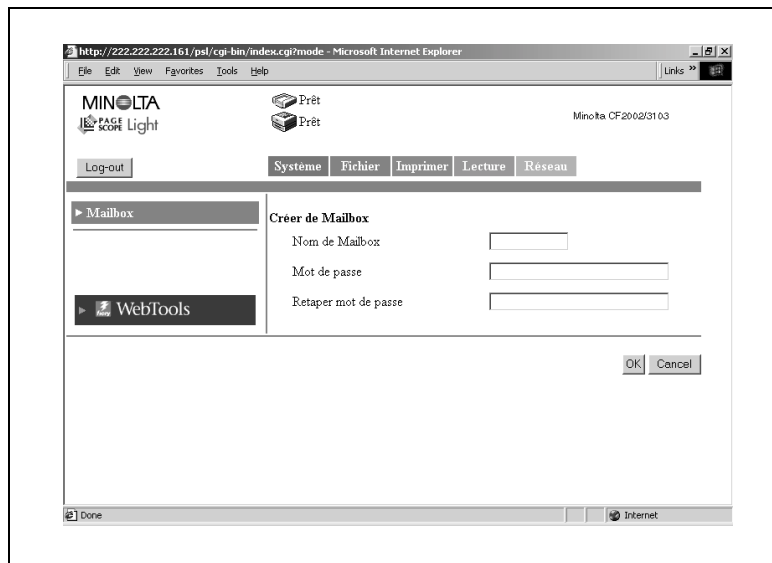 http://222.222.222.161/psl/cgi-bin/index.cgi?mode - Microsoft Internet Explorer
File Edit View Favorites Tools Help Links »
MINOLTA
PAGE SCOPE Light
Prêt
Prêt
Minolta CF2002/3103
Log-out
Système Fichier Imprimer Lecture Réseau
Mailbox
WebTools
Créer de Mailbox
Nom de Mailbox
Mot de passe
Retaper mot de passe
OK Cancel
Done Internet